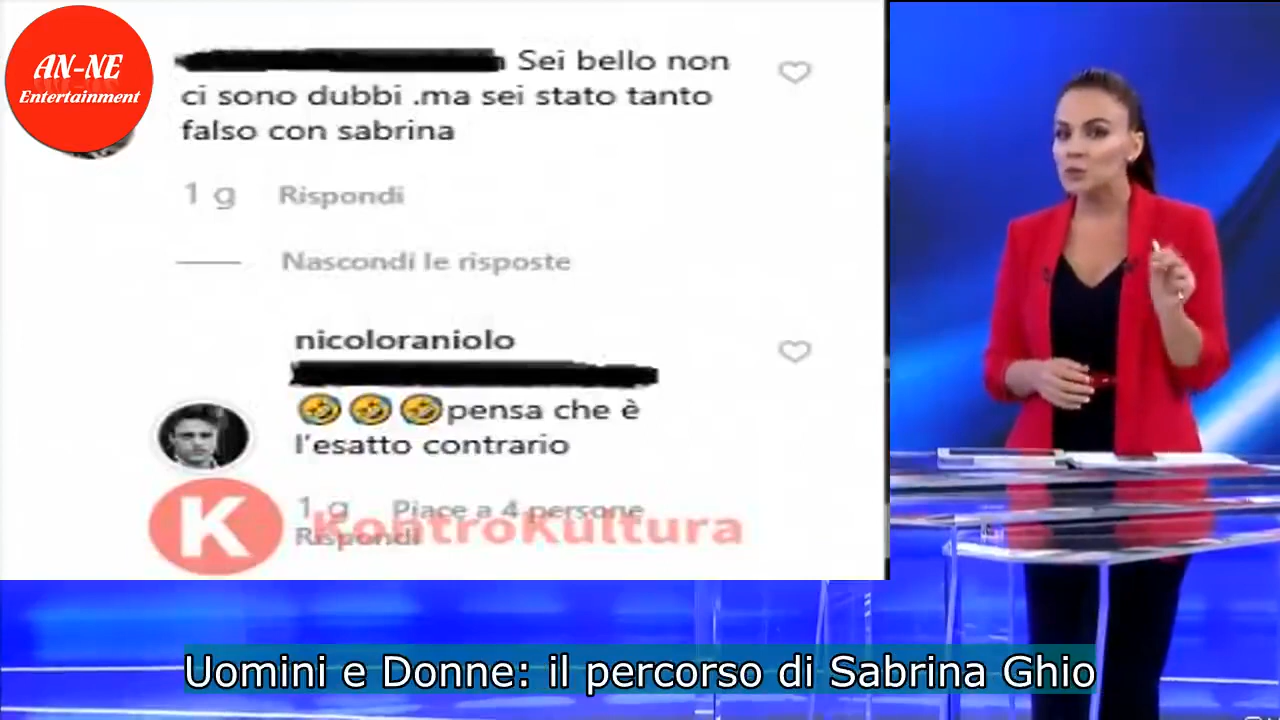 AN-NE
Entertainment
Sei bello non
ci sono dubbi .ma sei stato tanto
falso con sabrina
1 g Rispondi
Nascondi le risposte
nicoloraniolo
🤣🤣🤣pensa che è
l'esatto contrario
1 g Piace a 4 persone
Rispondi
K KontroKultura
Uomini e Donne: il percorso di Sabrina Ghio